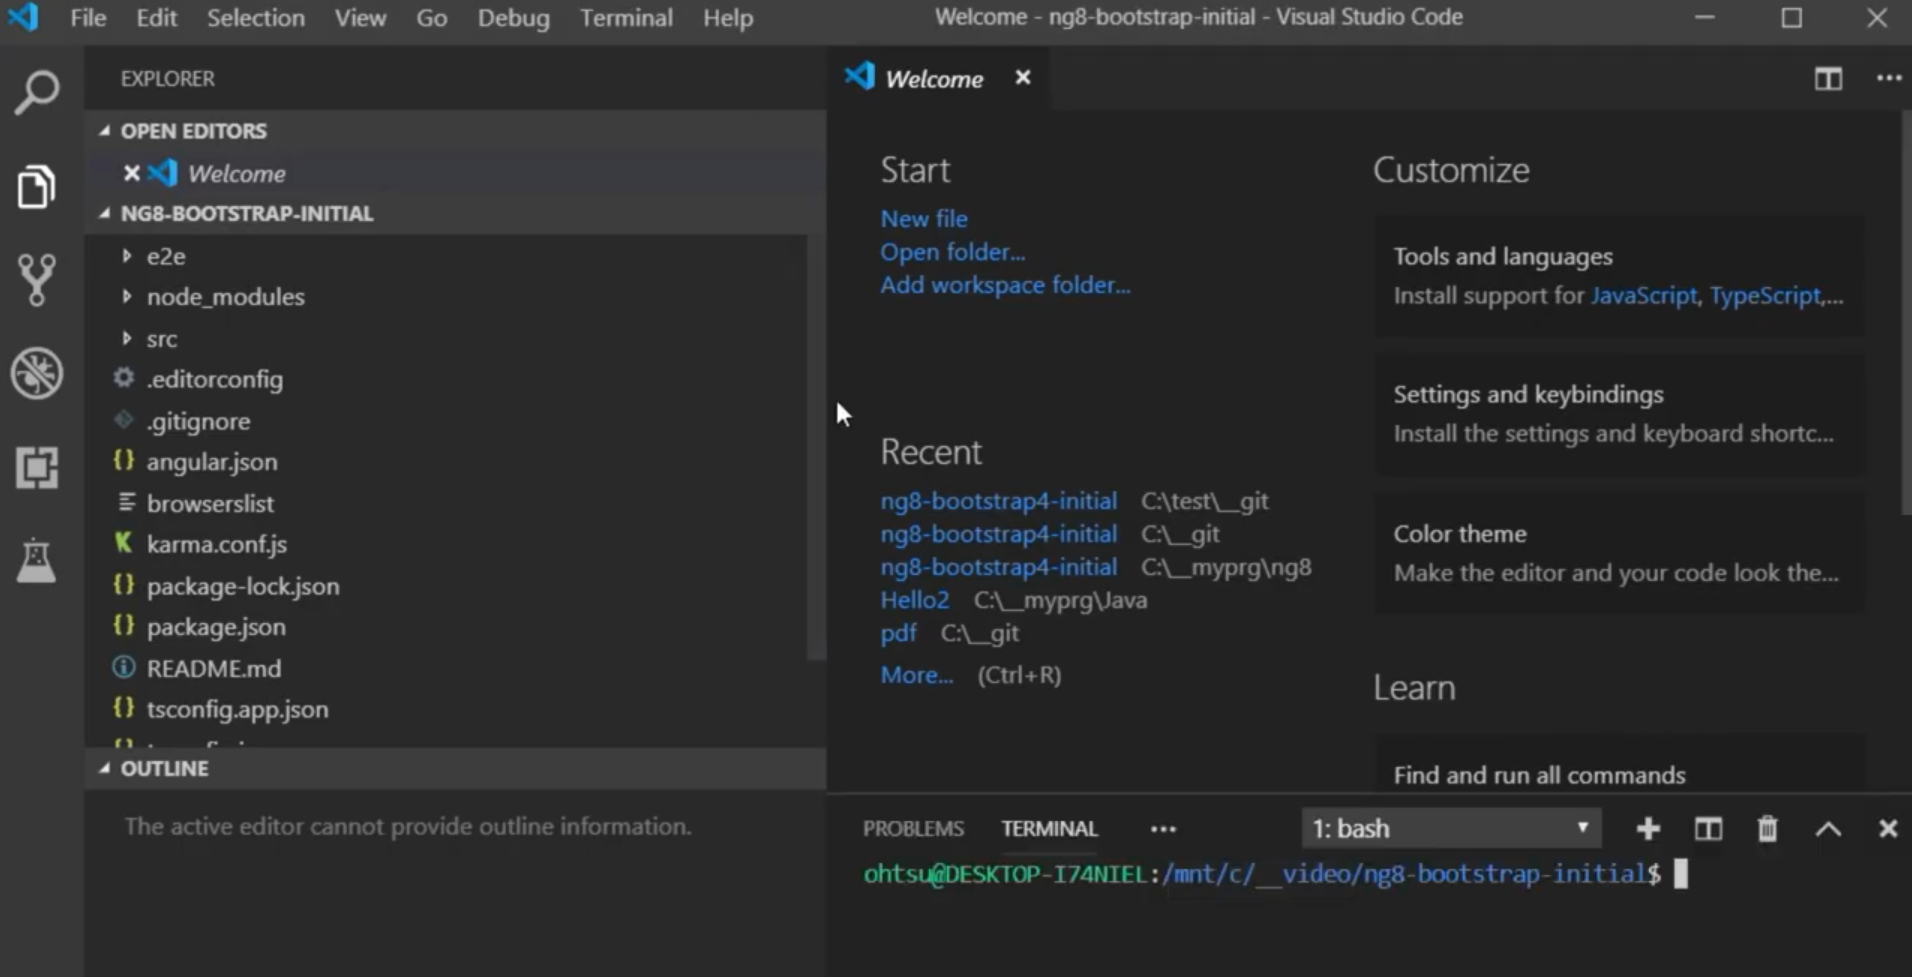 File Edit Selection View Go Debug Terminal Help
Welcome - ng8-bootstrap-initial - Visual Studio Code
EXPLORER
OPEN EDITORS
Welcome
NG8-BOOTSTRAP-INITIAL
e2e
node_modules
src
.editorconfig
.gitignore
angular.json
browserslist
karma.conf.js
package-lock.json
package.json
README.md
tsconfig.app.json
OUTLINE
The active editor cannot provide outline information.
Welcome
Start
New file
Open folder...
Add workspace folder...
Recent
ng8-bootstrap4-initial C:\test\__git
ng8-bootstrap4-initial C:\__git
ng8-bootstrap4-initial C:\__myprg\ng8
Hello2 C:\__myprg\Java
pdf C:\__git
More... (Ctrl+R)
Customize
Tools and languages
Install support for JavaScript, TypeScript,...
Settings and keybindings
Install the settings and keyboard shortc...
Color theme
Make the editor and your code look the...
Learn
Find and run all commands
PROBLEMS TERMINAL ••• 1: bash
ohtsu@DESKTOP-I74NIEL:/mnt/c/__video/ng8-bootstrap-initial$